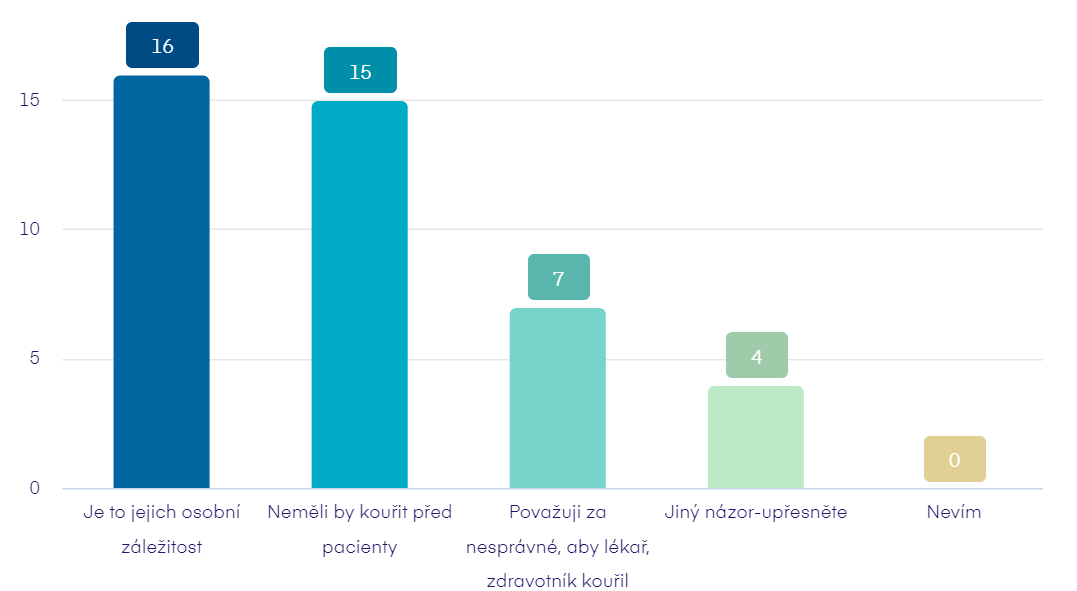 16
15
15
10
7
5
4
0
0
Je to jejich osobní
záležitost
Neměli by kouřit před
pacienty
Považuji za
nesprávné, aby lékař,
zdravotník kouřil
Jiný názor-upřesněte
Nevím